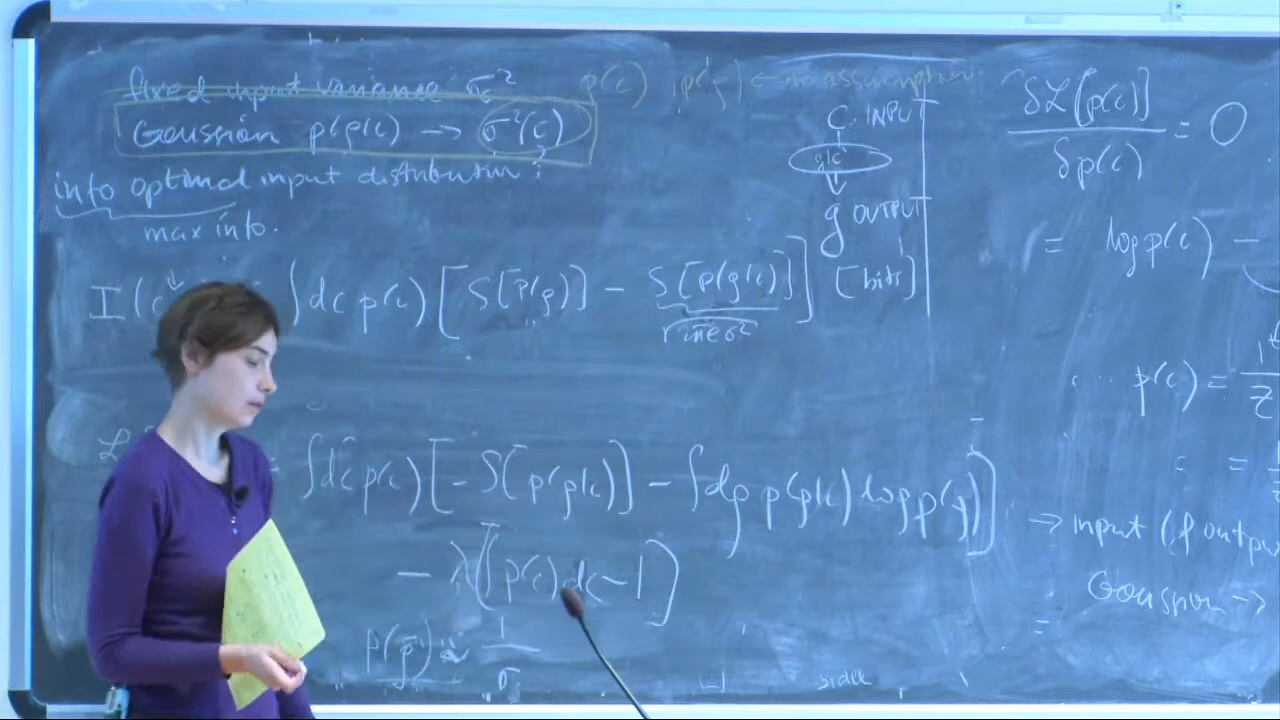 fixed input variance σ²
Gaussian p(g|c) → σ²(c)
info optimal input distribution?
max info.
p(c) p(g) ← no assumption
C INPUT
g|c
g OUTPUT
∫dc p(c) [S[p(g)] - S[p(g|c)]] [bits]
ℒ = ∫dc p(c) [- S[p(g|c)] - ∫dg p(g|c) log p(g)]
- λ[∫p(c)dc - 1]
p(ḡ) ≈ 1/σ
δℒ[p(c)]/δp(c) = 0
= log p(c) -
p(c) = 1/Z
→ input (& output
Gaussian →